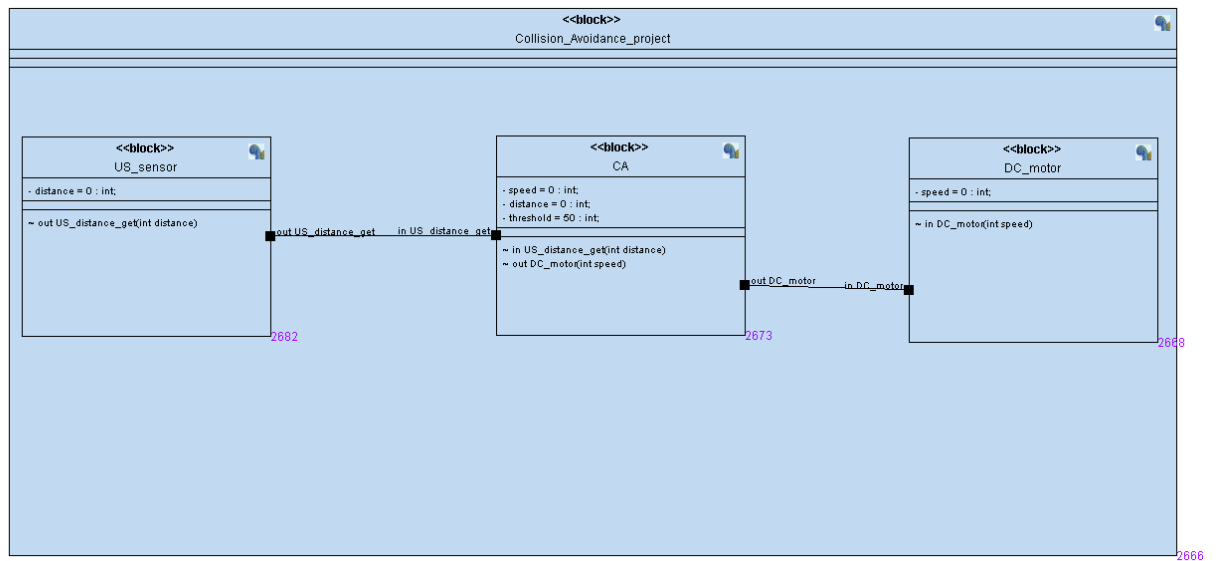 <<block>>
Collision_Avoidance_project
<<block>>
US_sensor
- distance = 0 : int;
~ out US_distance_get(int distance)
out US_distance_get
in US_distance_get
2682
<<block>>
CA
- speed = 0 : int;
- distance = 0 : int;
- threshold = 50 : int;
~ in US_distance_get(int distance)
~ out DC_motor(int speed)
out DC_motor
in DC_motor
2673
<<block>>
DC_motor
- speed = 0 : int;
~ in DC_motor(int speed)
2668
2666